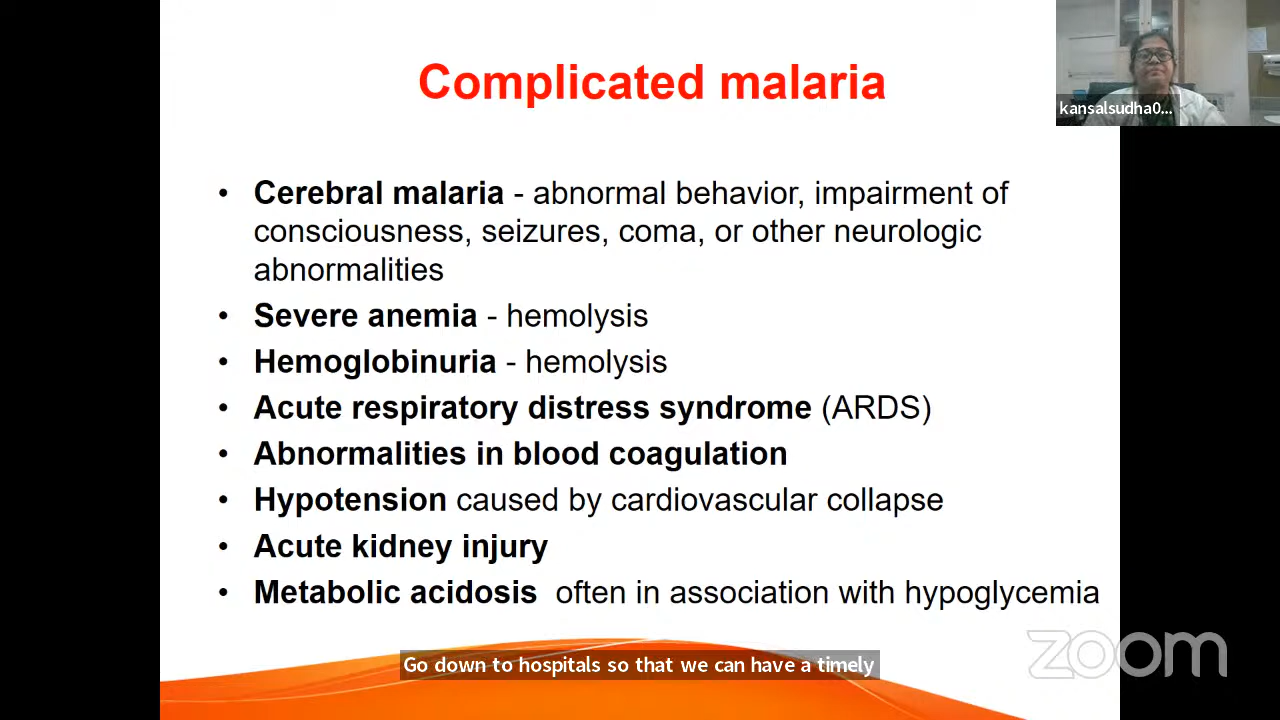 Complicated malaria
kansalsudha0...
• Cerebral malaria - abnormal behavior, impairment of
consciousness, seizures, coma, or other neurologic
abnormalities
• Severe anemia - hemolysis
• Hemoglobinuria - hemolysis
• Acute respiratory distress syndrome (ARDS)
• Abnormalities in blood coagulation
• Hypotension caused by cardiovascular collapse
• Acute kidney injury
• Metabolic acidosis often in association with hypoglycemia
zoom
Go down to hospitals so that we can have a timely